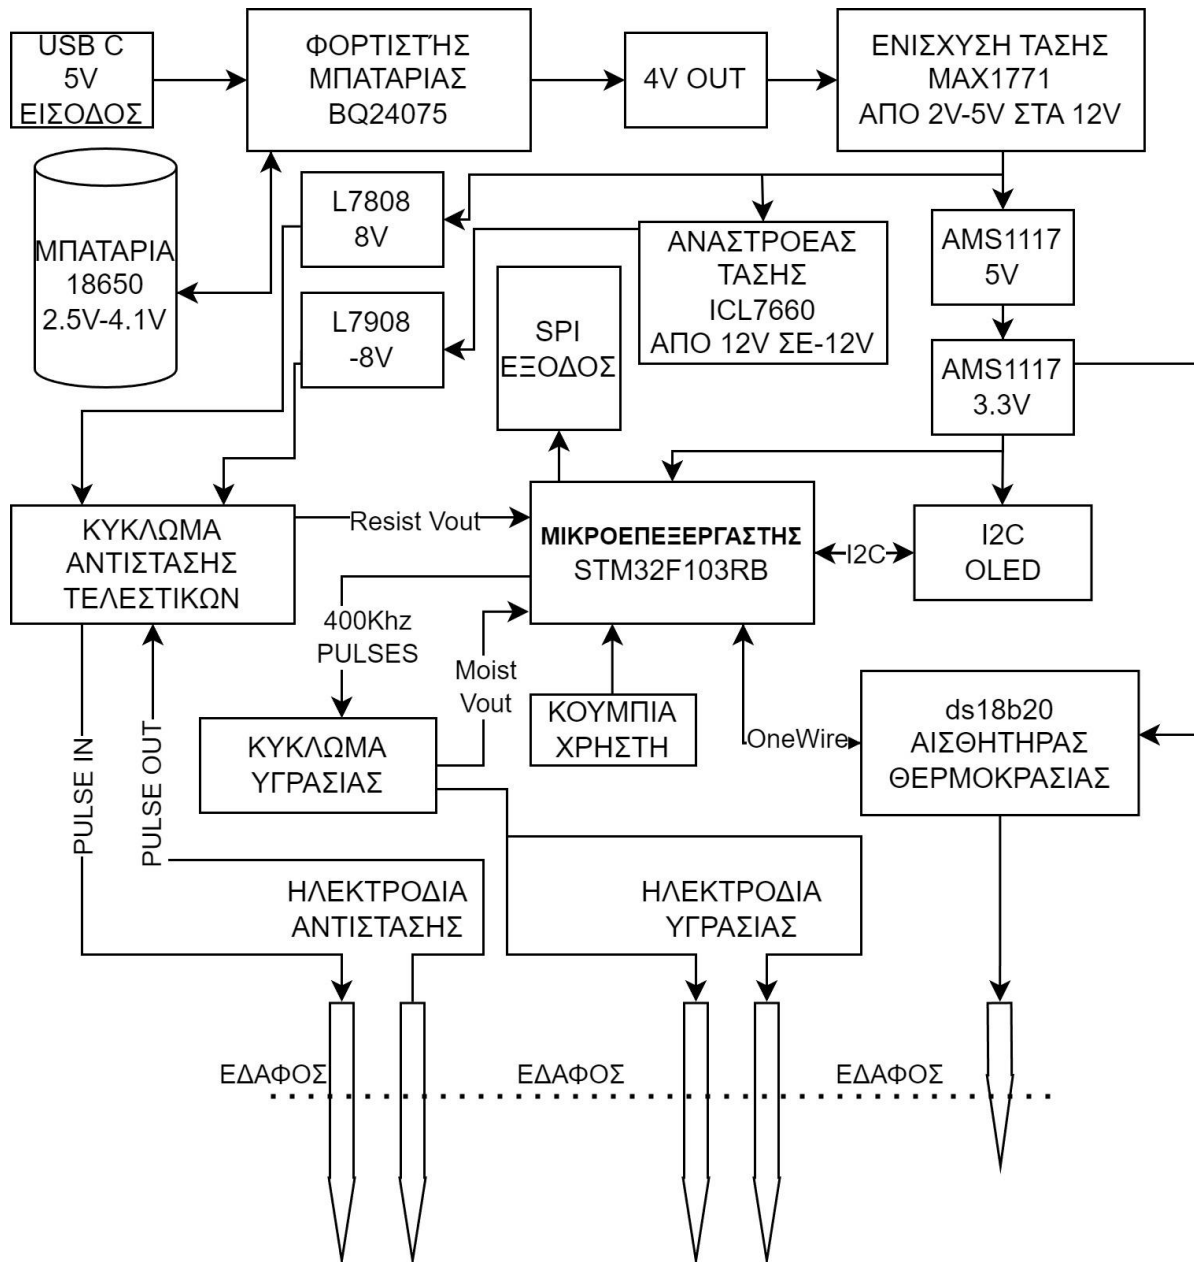 USB C
5V
ΕΙΣΟΔΟΣ
ΦΟΡΤΙΣΤΉΣ
ΜΠΑΤΑΡΙΑΣ
BQ24075
4V OUT
ΕΝΙΣΧΥΣΗ ΤΑΣΗΣ
MAX1771
ΑΠΟ 2V-5V ΣΤΑ 12V
ΜΠΑΤΑΡΙΑ
18650
2.5V-4.1V
L7808
8V
L7908
-8V
SPI
ΕΞΟΔΟΣ
ΑΝΑΣΤΡΟΕΑΣ
ΤΑΣΗΣ
ICL7660
ΑΠΟ 12V ΣΕ-12V
AMS1117
5V
AMS1117
3.3V
ΚΥΚΛΩΜΑ
ΑΝΤΙΣΤΑΣΗΣ
ΤΕΛΕΣΤΙΚΩΝ
Resist Vout
ΜΙΚΡΟΕΠΕΞΕΡΓΑΣΤΗΣ
STM32F103RB
I2C
I2C
OLED
400Khz
PULSES
Moist
Vout
ΚΟΥΜΠΙΑ
ΧΡΗΣΤΗ
OneWire
ds18b20
ΑΙΣΘΗΤΗΡΑΣ
ΘΕΡΜΟΚΡΑΣΙΑΣ
ΚΥΚΛΩΜΑ
ΥΓΡΑΣΙΑΣ
PULSE IN
PULSE OUT
ΗΛΕΚΤΡΟΔΙΑ
ΑΝΤΙΣΤΑΣΗΣ
ΗΛΕΚΤΡΟΔΙΑ
ΥΓΡΑΣΙΑΣ
ΕΔΑΦΟΣ
ΕΔΑΦΟΣ
ΕΔΑΦΟΣ